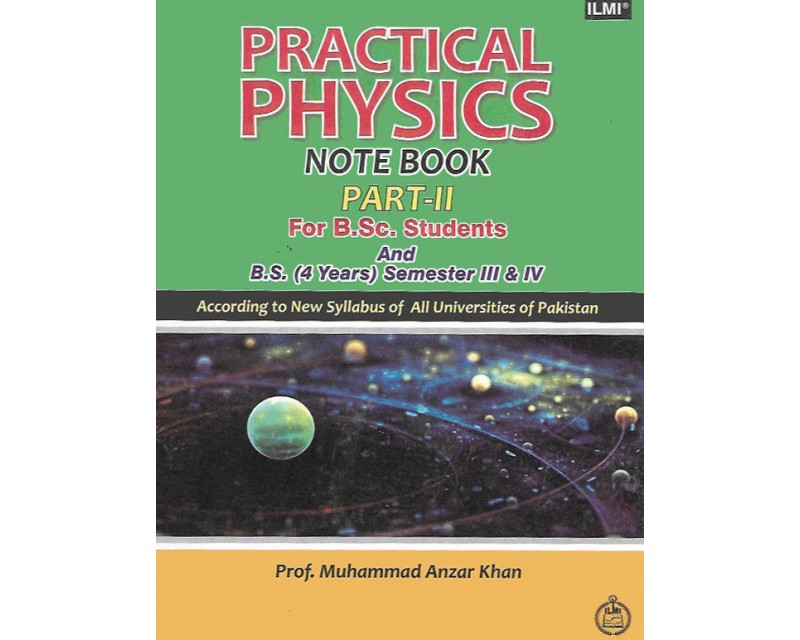 ILMI®
PRACTICAL
PHYSICS
NOTE BOOK
PART-II
For B.Sc. Students
And
B.S. (4 Years) Semester III & IV
According to New Syllabus of All Universities of Pakistan
Prof. Muhammad Anzar Khan
ILMI